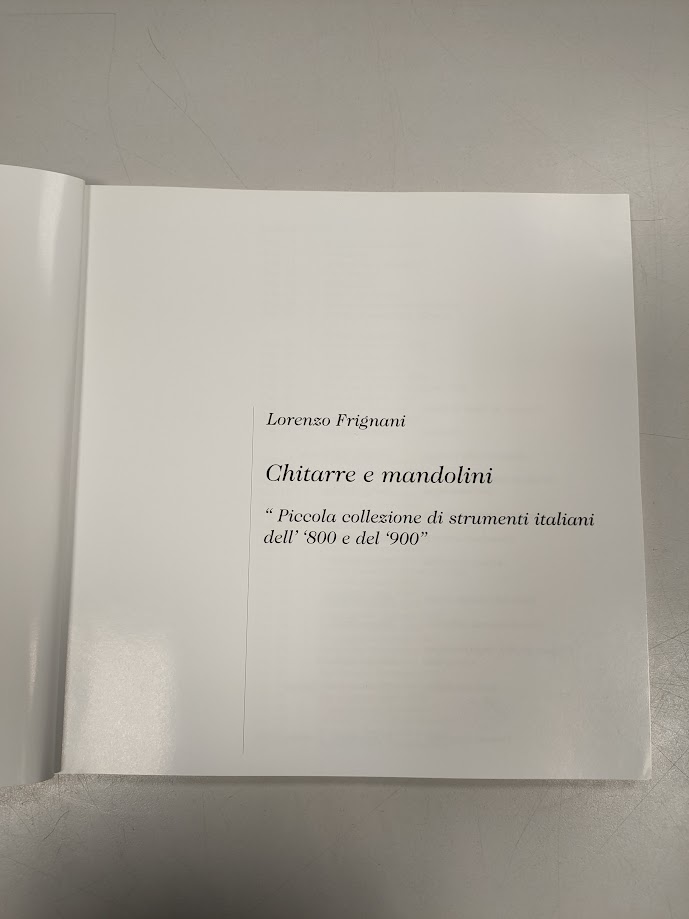 Lorenzo Frignani
Chitarre e mandolini
“ Piccola collezione di strumenti italiani
dell’ ‘800 e del ‘900”